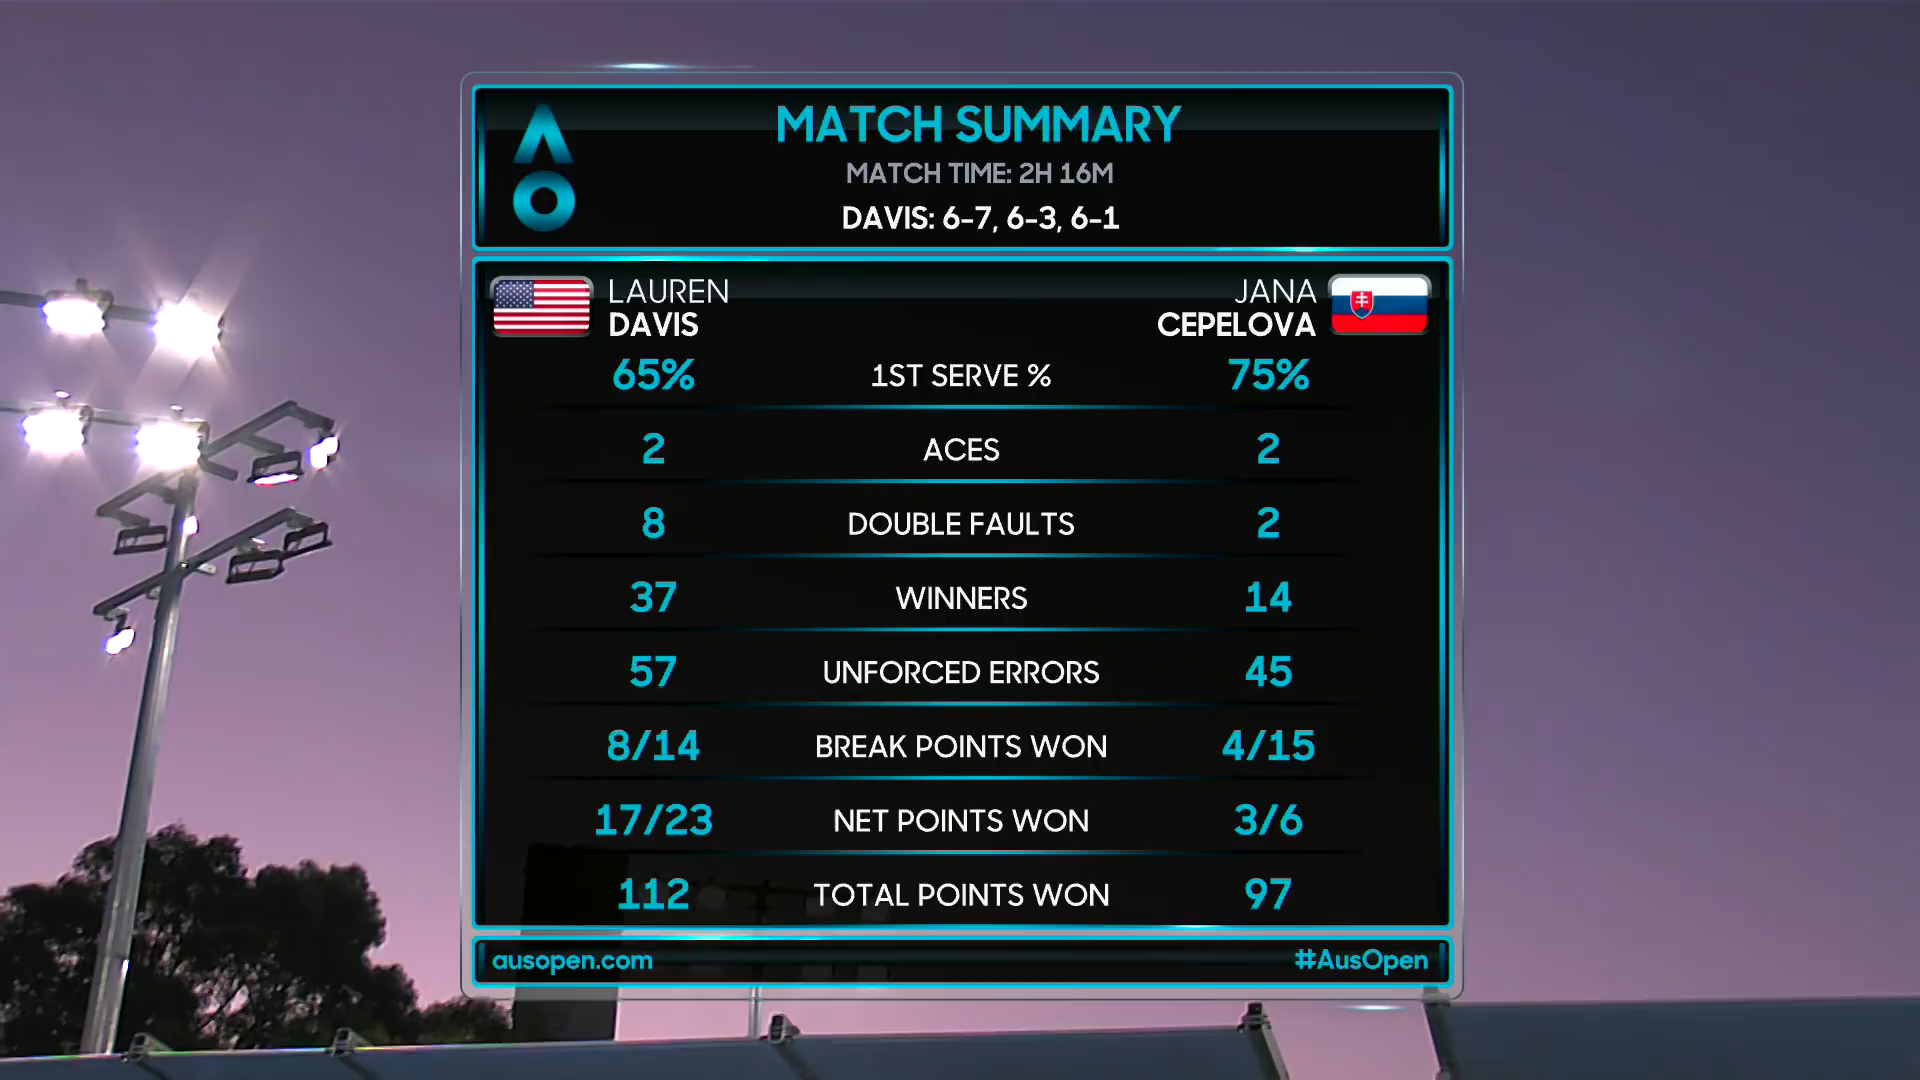 AO
MATCH SUMMARY
MATCH TIME: 2H 16M
DAVIS: 6-7, 6-3, 6-1
LAUREN DAVIS
JANA CEPELOVA
65% 1ST SERVE % 75%
2 ACES 2
8 DOUBLE FAULTS 2
37 WINNERS 14
57 UNFORCED ERRORS 45
8/14 BREAK POINTS WON 4/15
17/23 NET POINTS WON 3/6
112 TOTAL POINTS WON 97
ausopen.com #AusOpen